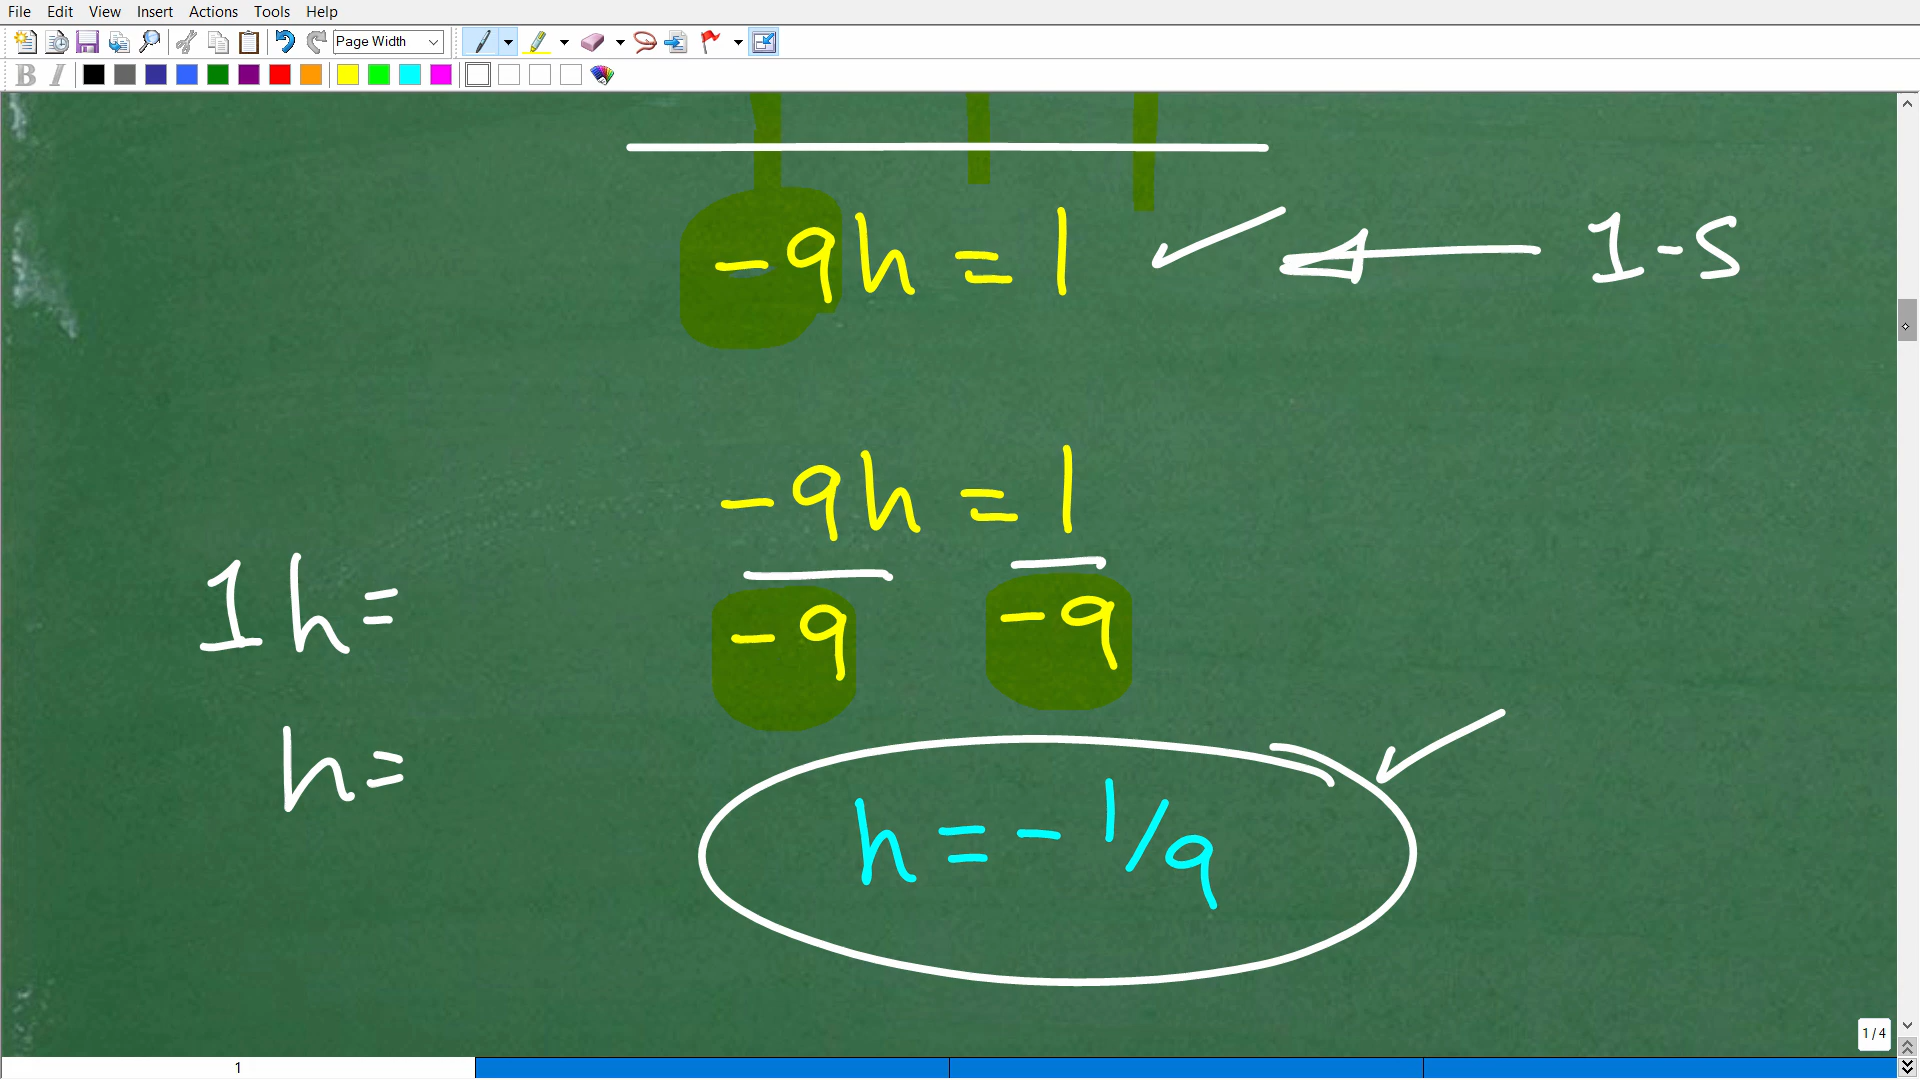 File Edit View Insert Actions Tools Help
Page Width
B I
-9h = 1 1-S
-9h = 1
-9 -9
1h =
h =
h = -1/9
1/4
1